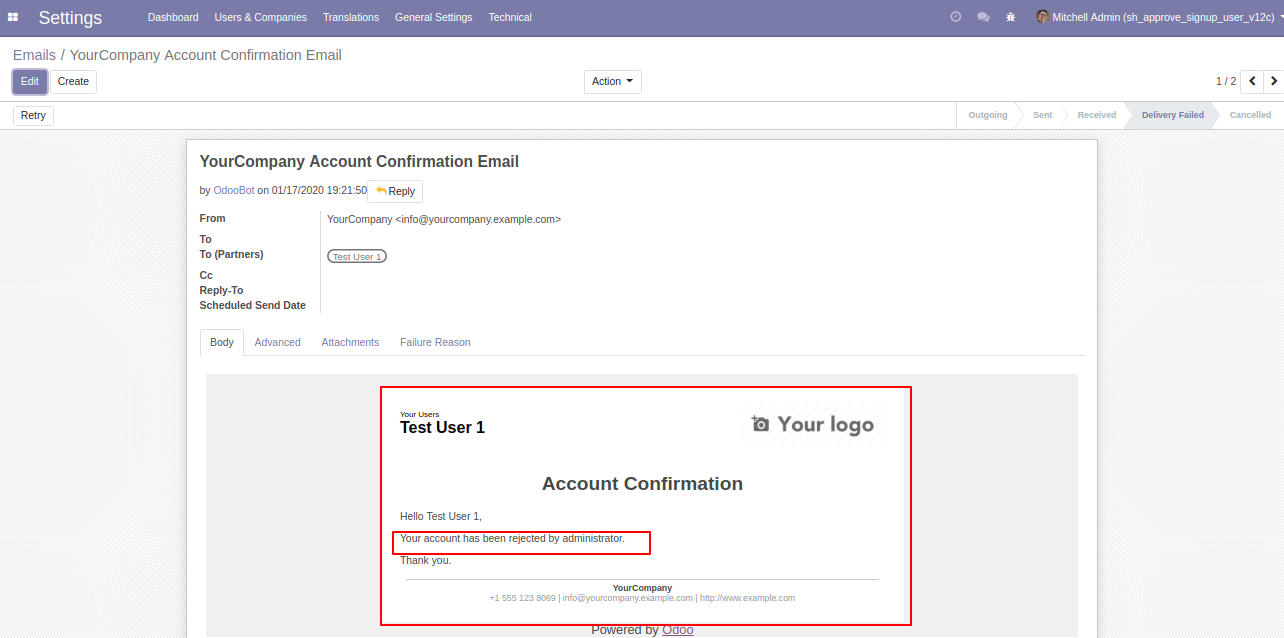 Settings Dashboard Users & Companies Translations General Settings Technical Mitchell Admin (sh_approve_signup_user_v12c)
Emails / YourCompany Account Confirmation Email
Edit Create Action 1 / 2
Retry Outgoing Sent Received Delivery Failed Cancelled
YourCompany Account Confirmation Email
by OdooBot on 01/17/2020 19:21:50 Reply
From YourCompany <info@yourcompany.example.com>
To
To (Partners) Test User 1
Cc
Reply-To
Scheduled Send Date
Body Advanced Attachments Failure Reason
Your Users
Test User 1 Your logo
Account Confirmation
Hello Test User 1,
Your account has been rejected by administrator.
Thank you.
YourCompany
+1 555 123 8069 | info@yourcompany.example.com | http://www.example.com
Powered by Odoo